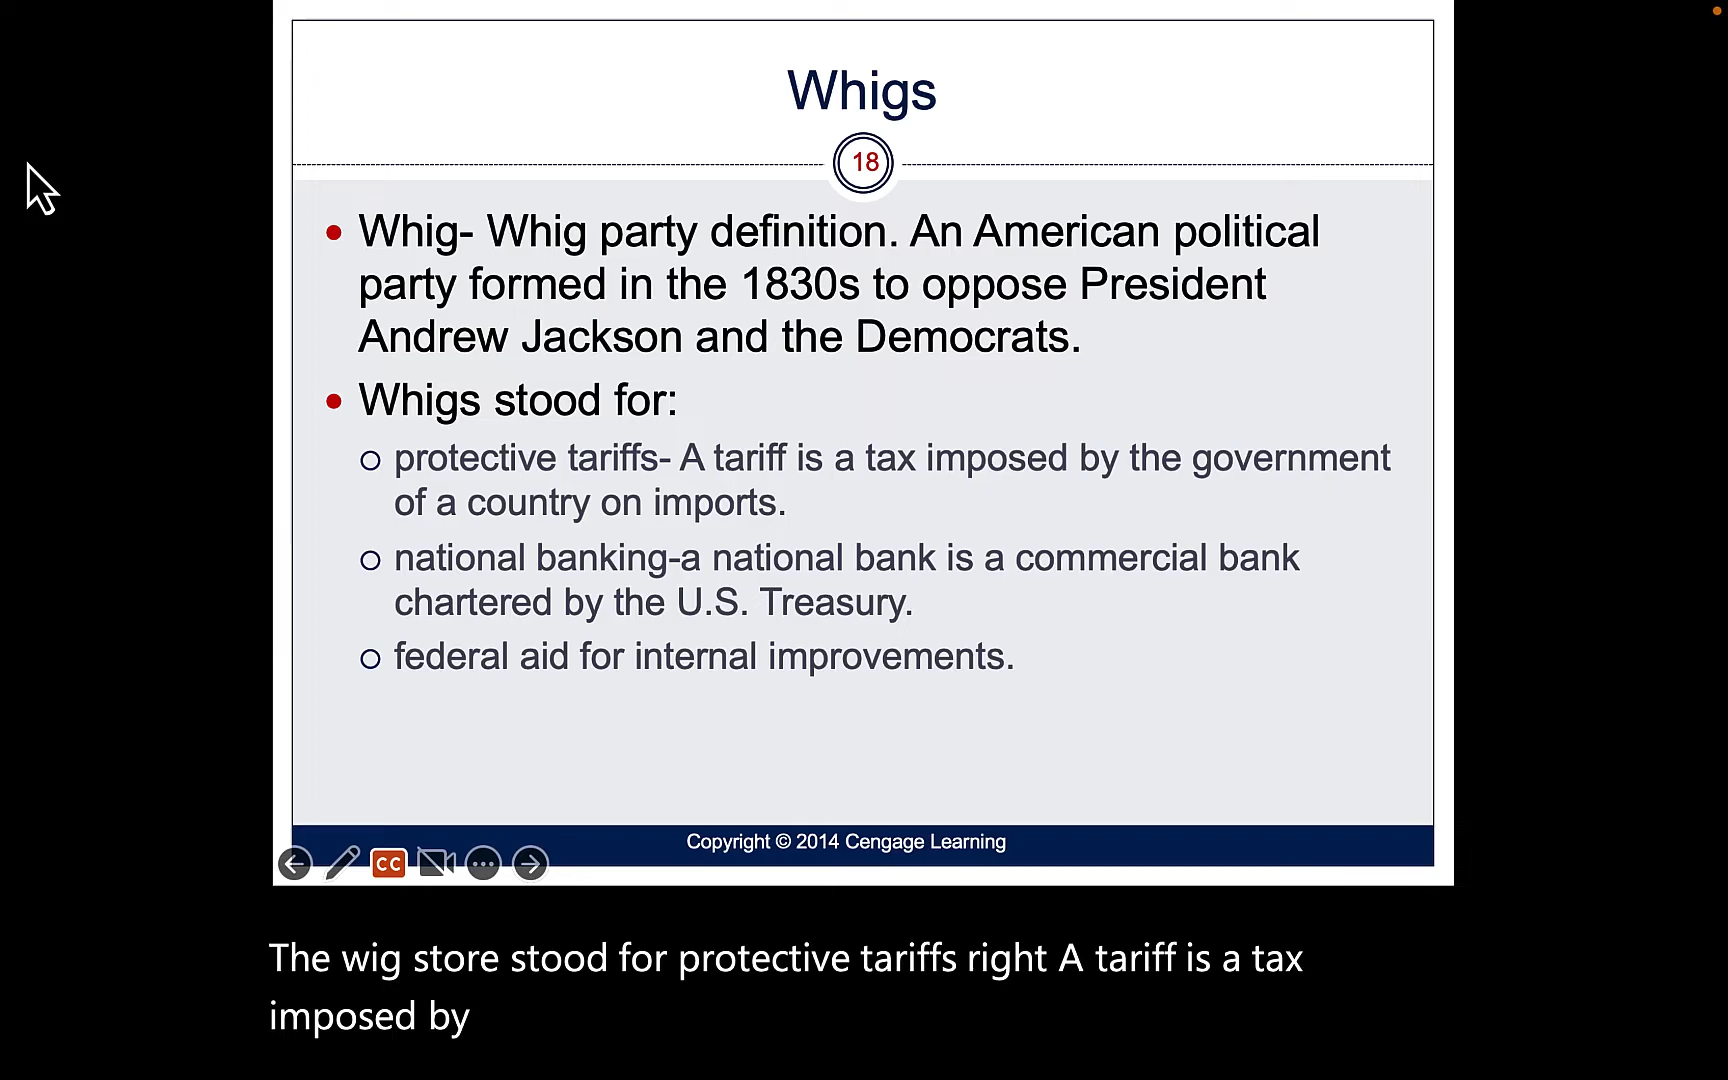 Whigs
18
Whig- Whig party definition. An American political
party formed in the 1830s to oppose President
Andrew Jackson and the Democrats.
Whigs stood for:
protective tariffs- A tariff is a tax imposed by the government
of a country on imports.
national banking-a national bank is a commercial bank
chartered by the U.S. Treasury.
federal aid for internal improvements.
Copyright © 2014 Cengage Learning
CC
The wig store stood for protective tariffs right A tariff is a tax
imposed by